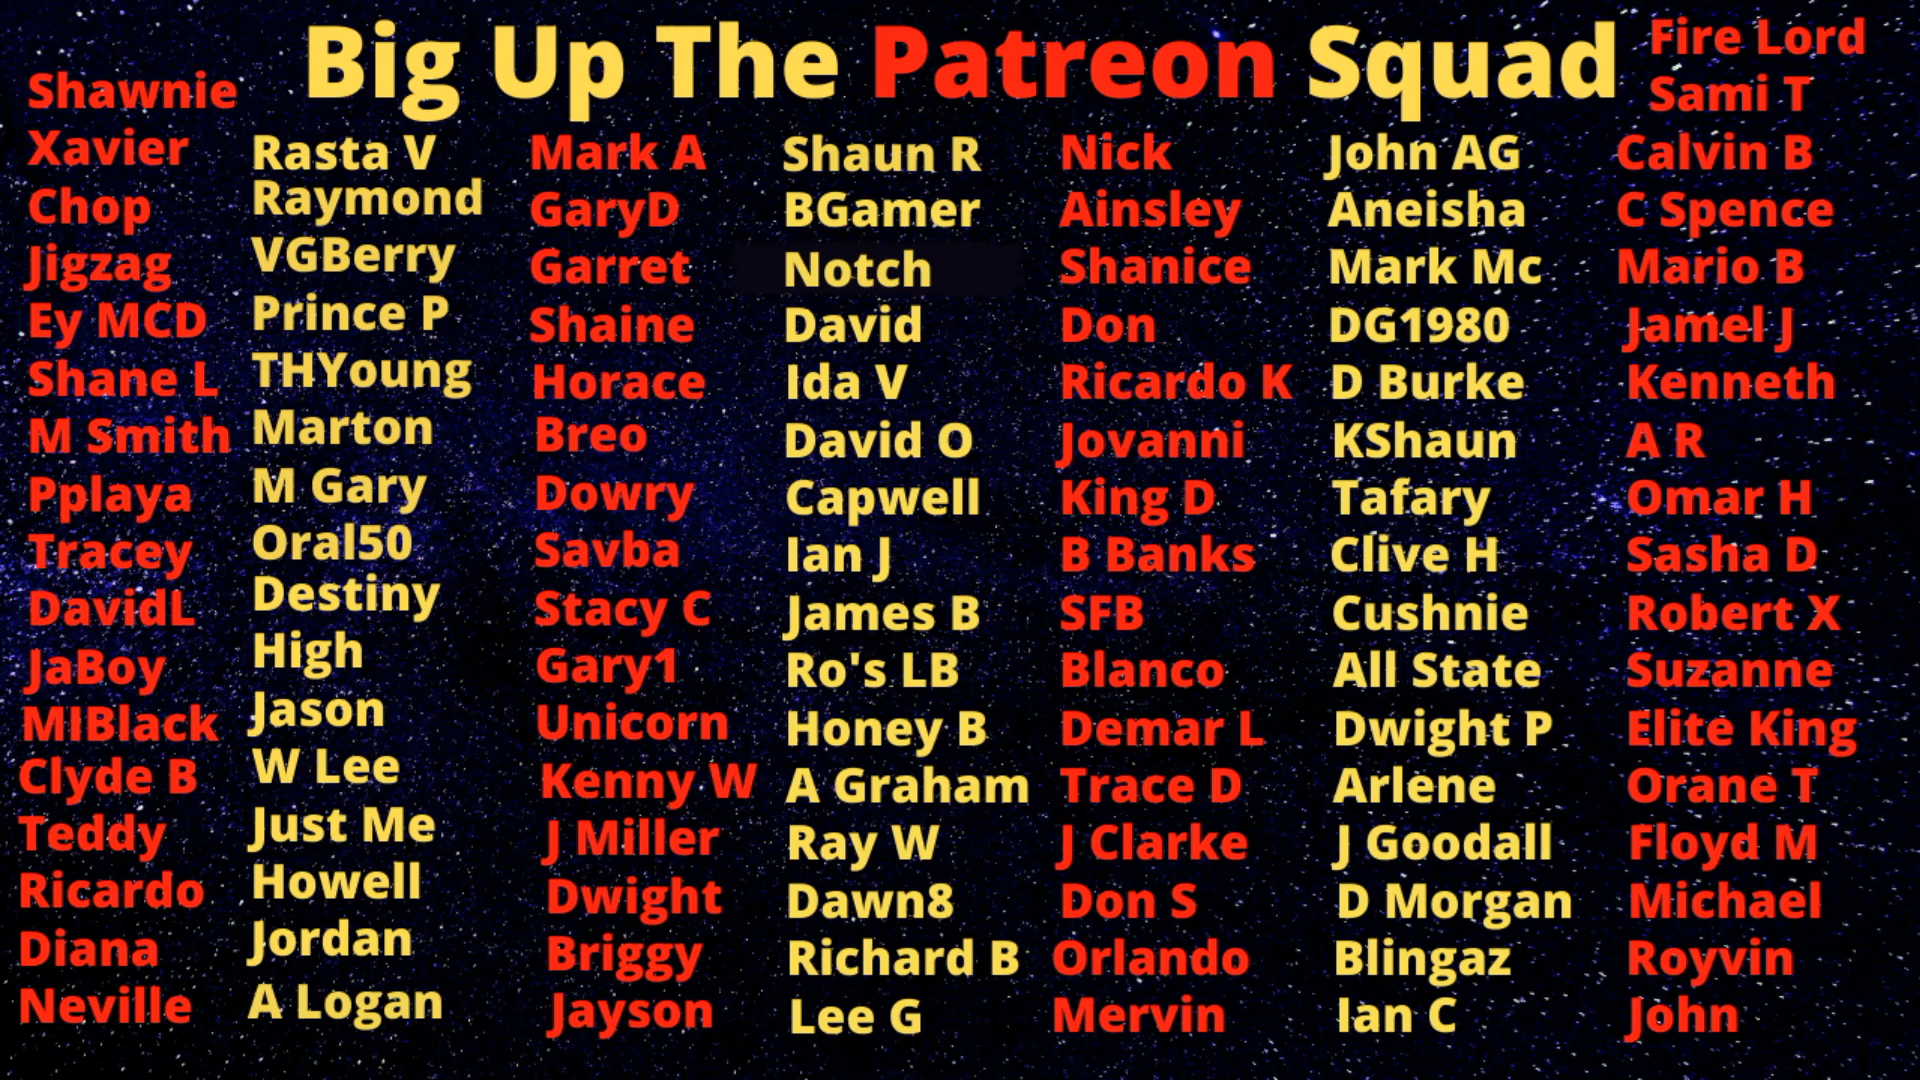 Big Up The Patreon Squad
Shawnie
Xavier
Chop
Jigzag
Ey MCD
Shane L
M Smith
Pplaya
Tracey
DavidL
JaBoy
MIBlack
Clyde B
Teddy
Ricardo
Diana
Neville
Rasta V
Raymond
VGBerry
Prince P
THYoung
Marton
M Gary
Oral50
Destiny
High
Jason
W Lee
Just Me
Howell
Jordan
A Logan
Mark A
GaryD
Garret
Shaine
Horace
Breo
Dowry
Savba
Stacy C
Gary1
Unicorn
Kenny W
J Miller
Dwight
Briggy
Jayson
Shaun R
BGamer
Notch
David
Ida V
David O
Capwell
Ian J
James B
Ro's LB
Honey B
A Graham
Ray W
Dawn8
Richard B
Lee G
Nick
Ainsley
Shanice
Don
Ricardo K
Jovanni
King D
B Banks
SFB
Blanco
Demar L
Trace D
J Clarke
Don S
Orlando
Mervin
John AG
Aneisha
Mark Mc
DG1980
D Burke
KShaun
Tafary
Clive H
Cushnie
All State
Dwight P
Arlene
J Goodall
D Morgan
Blingaz
Ian C
Fire Lord
Sami T
Calvin B
C Spence
Mario B
Jamel J
Kenneth
A R
Omar H
Sasha D
Robert X
Suzanne
Elite King
Orane T
Floyd M
Michael
Royvin
John